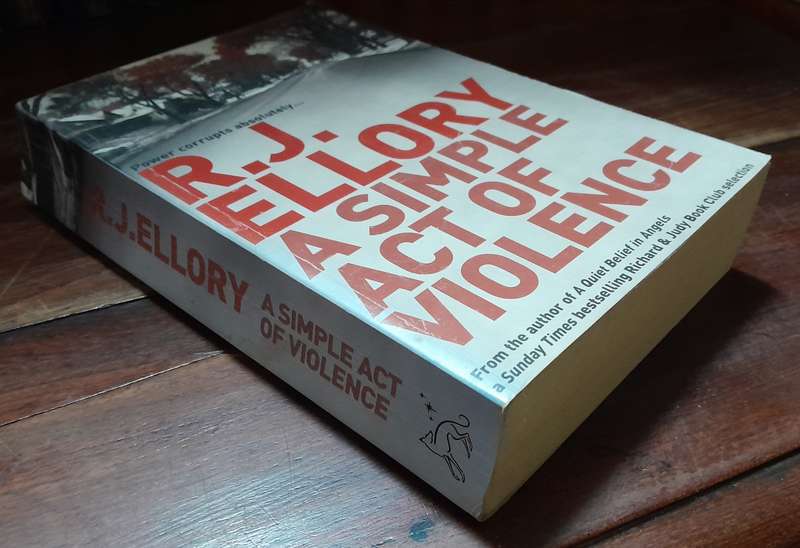 Power corrupts absolutely...
R.J.
ELLORY
A SIMPLE
ACT OF
VIOLENCE
From the author of A Quiet Belief in Angels
a Sunday Times bestselling Richard & Judy Book Club selection
R.J.ELLORY
A SIMPLE ACT
OF VIOLENCE